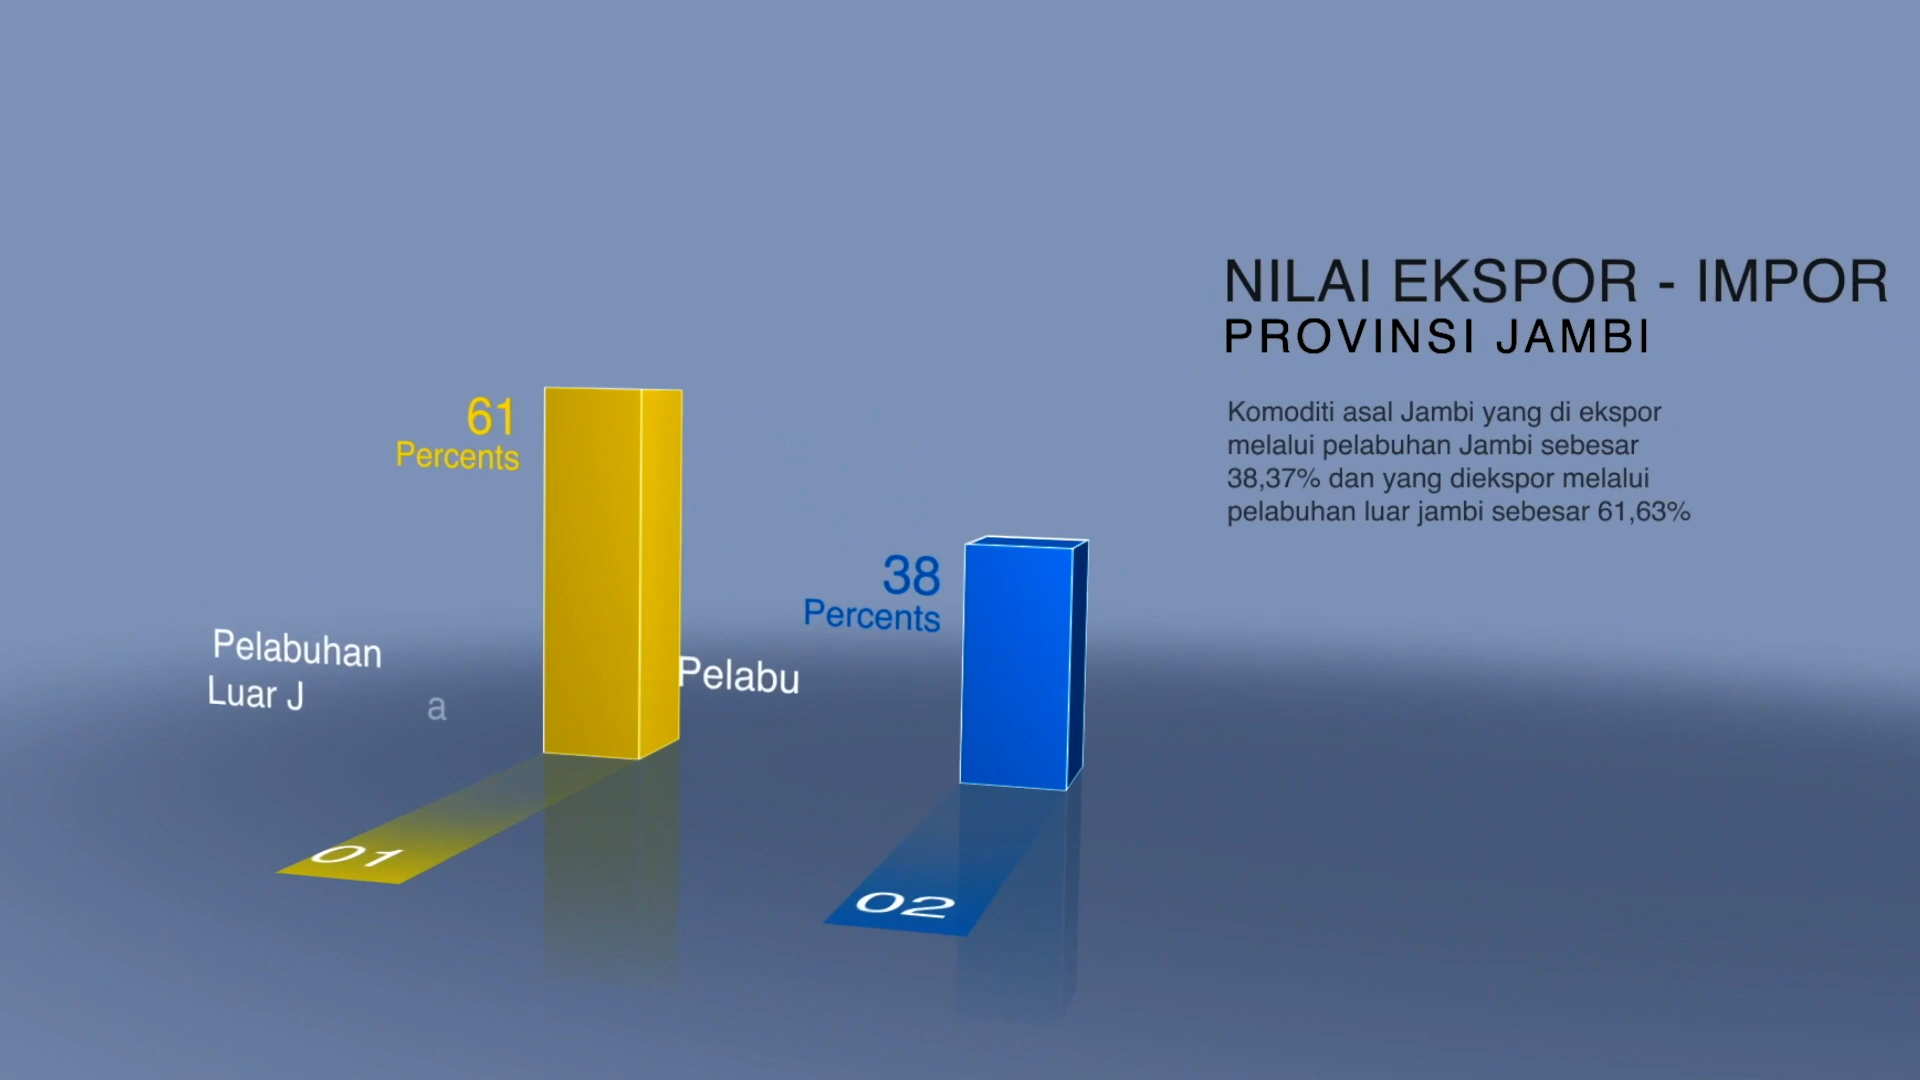 NILAI EKSPOR - IMPOR
PROVINSI JAMBI
Komoditi asal Jambi yang di ekspor
melalui pelabuhan Jambi sebesar
38,37% dan yang diekspor melalui
pelabuhan luar jambi sebesar 61,63%
61
Percents
Pelabuhan
Luar J a
01
38
Percents
Pelabu
02